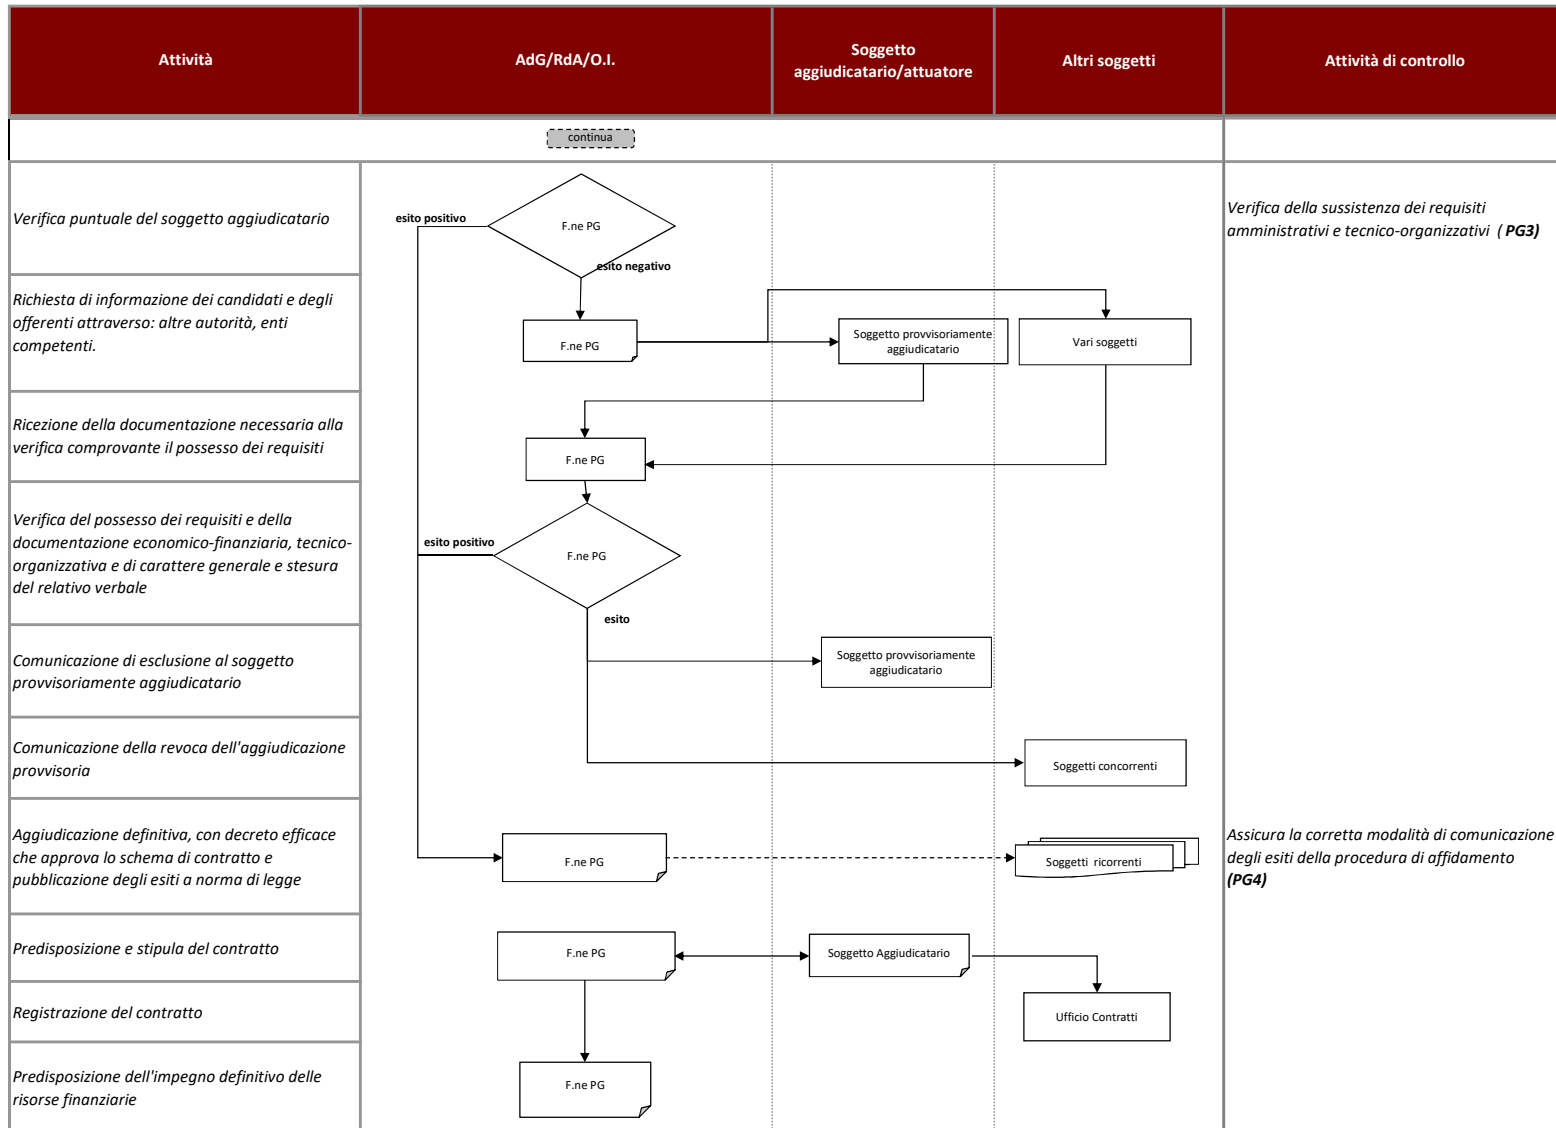 Attività
AdG/RdA/O.I.
Soggetto
aggiudicatario/attuatore
Altri soggetti
Attività di controllo
continua
Verifica puntuale del soggetto aggiudicatario
esito positivo
F.ne PG
esito negativo
Verifica della sussistenza dei requisiti
amministrativi e tecnico-organizzativi ( PG3)
Richiesta di informazione dei candidati e degli
offerenti attraverso: altre autorità, enti
competenti.
F.ne PG
Soggetto provvisoriamente
aggiudicatario
Vari soggetti
Ricezione della documentazione necessaria alla
verifica comprovante il possesso dei requisiti
F.ne PG
Verifica del possesso dei requisiti e della
documentazione economico-finanziaria, tecnico-
organizzativa e di carattere generale e stesura
del relativo verbale
esito positivo
F.ne PG
esito
Comunicazione di esclusione al soggetto
provvisoriamente aggiudicatario
Soggetto provvisoriamente
aggiudicatario
Comunicazione della revoca dell'aggiudicazione
provvisoria
Soggetti concorrenti
Aggiudicazione definitiva, con decreto efficace
che approva lo schema di contratto e
pubblicazione degli esiti a norma di legge
F.ne PG
Soggetti ricorrenti
Assicura la corretta modalità di comunicazione
degli esiti della procedura di affidamento
(PG4)
Predisposizione e stipula del contratto
F.ne PG
Soggetto Aggiudicatario
Registrazione del contratto
Ufficio Contratti
Predisposizione dell'impegno definitivo delle
risorse finanziarie
F.ne PG